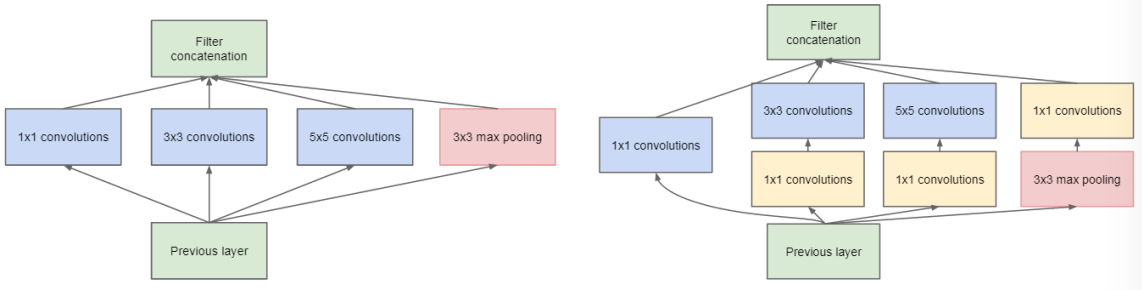 Filter
concatenation
1x1 convolutions
3x3 convolutions
5x5 convolutions
3x3 max pooling
Previous layer
Filter
concatenation
3x3 convolutions
5x5 convolutions
1x1 convolutions
1x1 convolutions
1x1 convolutions
1x1 convolutions
3x3 max pooling
Previous layer